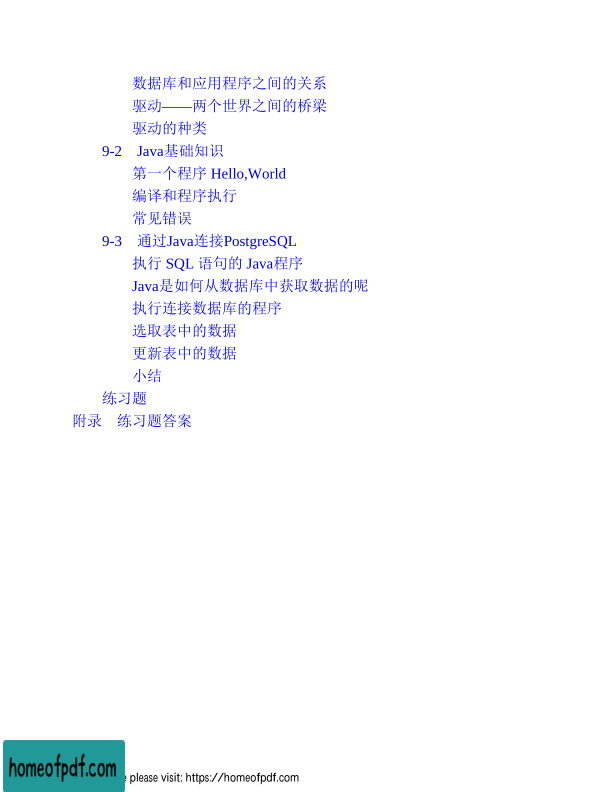 数据库和应用程序之间的关系
驱动——两个世界之间的桥梁
驱动的种类
9-2　Java基础知识
第一个程序 Hello,World
编译和程序执行
常见错误
9-3　通过Java连接PostgreSQL
执行 SQL 语句的 Java程序
Java是如何从数据库中获取数据的呢
执行连接数据库的程序
选取表中的数据
更新表中的数据
小结
练习题
附录　练习题答案
homeofpdf.com
please visit: https://homeofpdf.com